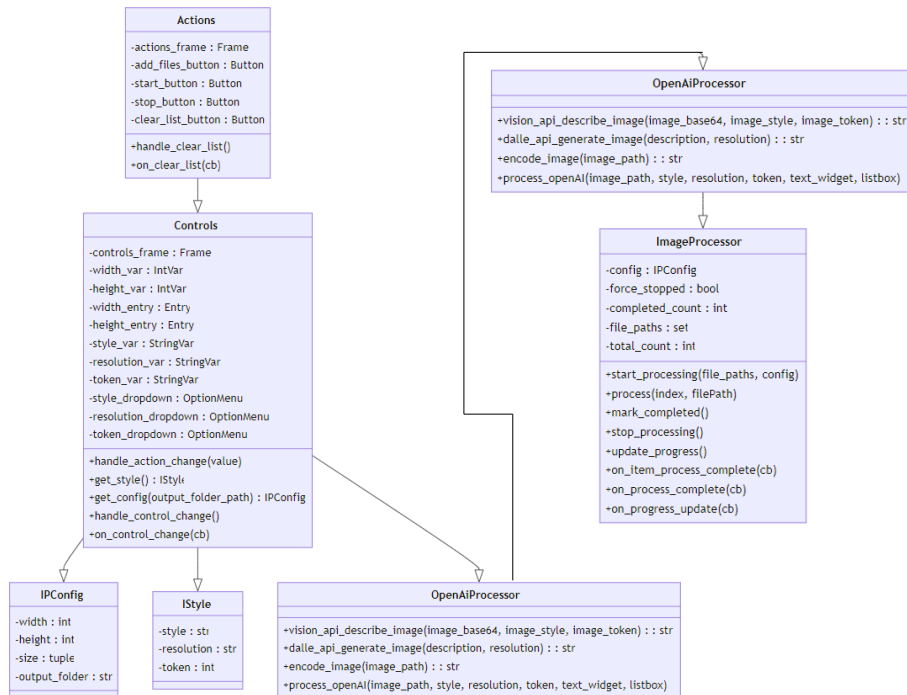 Actions
-actions_frame : Frame
-add_files_button : Button
-start_button : Button
-stop_button : Button
-clear_list_button : Button
+handle_clear_list()
+on_clear_list(cb)
Controls
-controls_frame : Frame
-width_var : IntVar
-height_var : IntVar
-width_entry : Entry
-height_entry : Entry
-style_var : StringVar
-resolution_var : StringVar
-token_var : StringVar
-style_dropdown : OptionMenu
-resolution_dropdown : OptionMenu
-token_dropdown : OptionMenu
+handle_action_change(value)
+get_style() : IStyle
+get_config(output_folder_path) : IPConfig
+handle_control_change()
+on_control_change(cb)
IPConfig
-width : int
-height : int
-size : tuple
-output_folder : str
IStyle
-style : str
-resolution : str
-token : int
OpenAiProcessor
+vision_api_describe_image(image_base64, image_style, image_token) : : str
+dalle_api_generate_image(description, resolution) : : str
+encode_image(image_path) : : str
+process_openAI(image_path, style, resolution, token, text_widget, listbox)
OpenAiProcessor
+vision_api_describe_image(image_base64, image_style, image_token) : : str
+dalle_api_generate_image(description, resolution) : : str
+encode_image(image_path) : : str
+process_openAI(image_path, style, resolution, token, text_widget, listbox)
ImageProcessor
-config : IPConfig
-force_stopped : bool
-completed_count : int
-file_paths : set
-total_count : int
+start_processing(file_paths, config)
+process(index, filePath)
+mark_completed()
+stop_processing()
+update_progress()
+on_item_process_complete(cb)
+on_process_complete(cb)
+on_progress_update(cb)